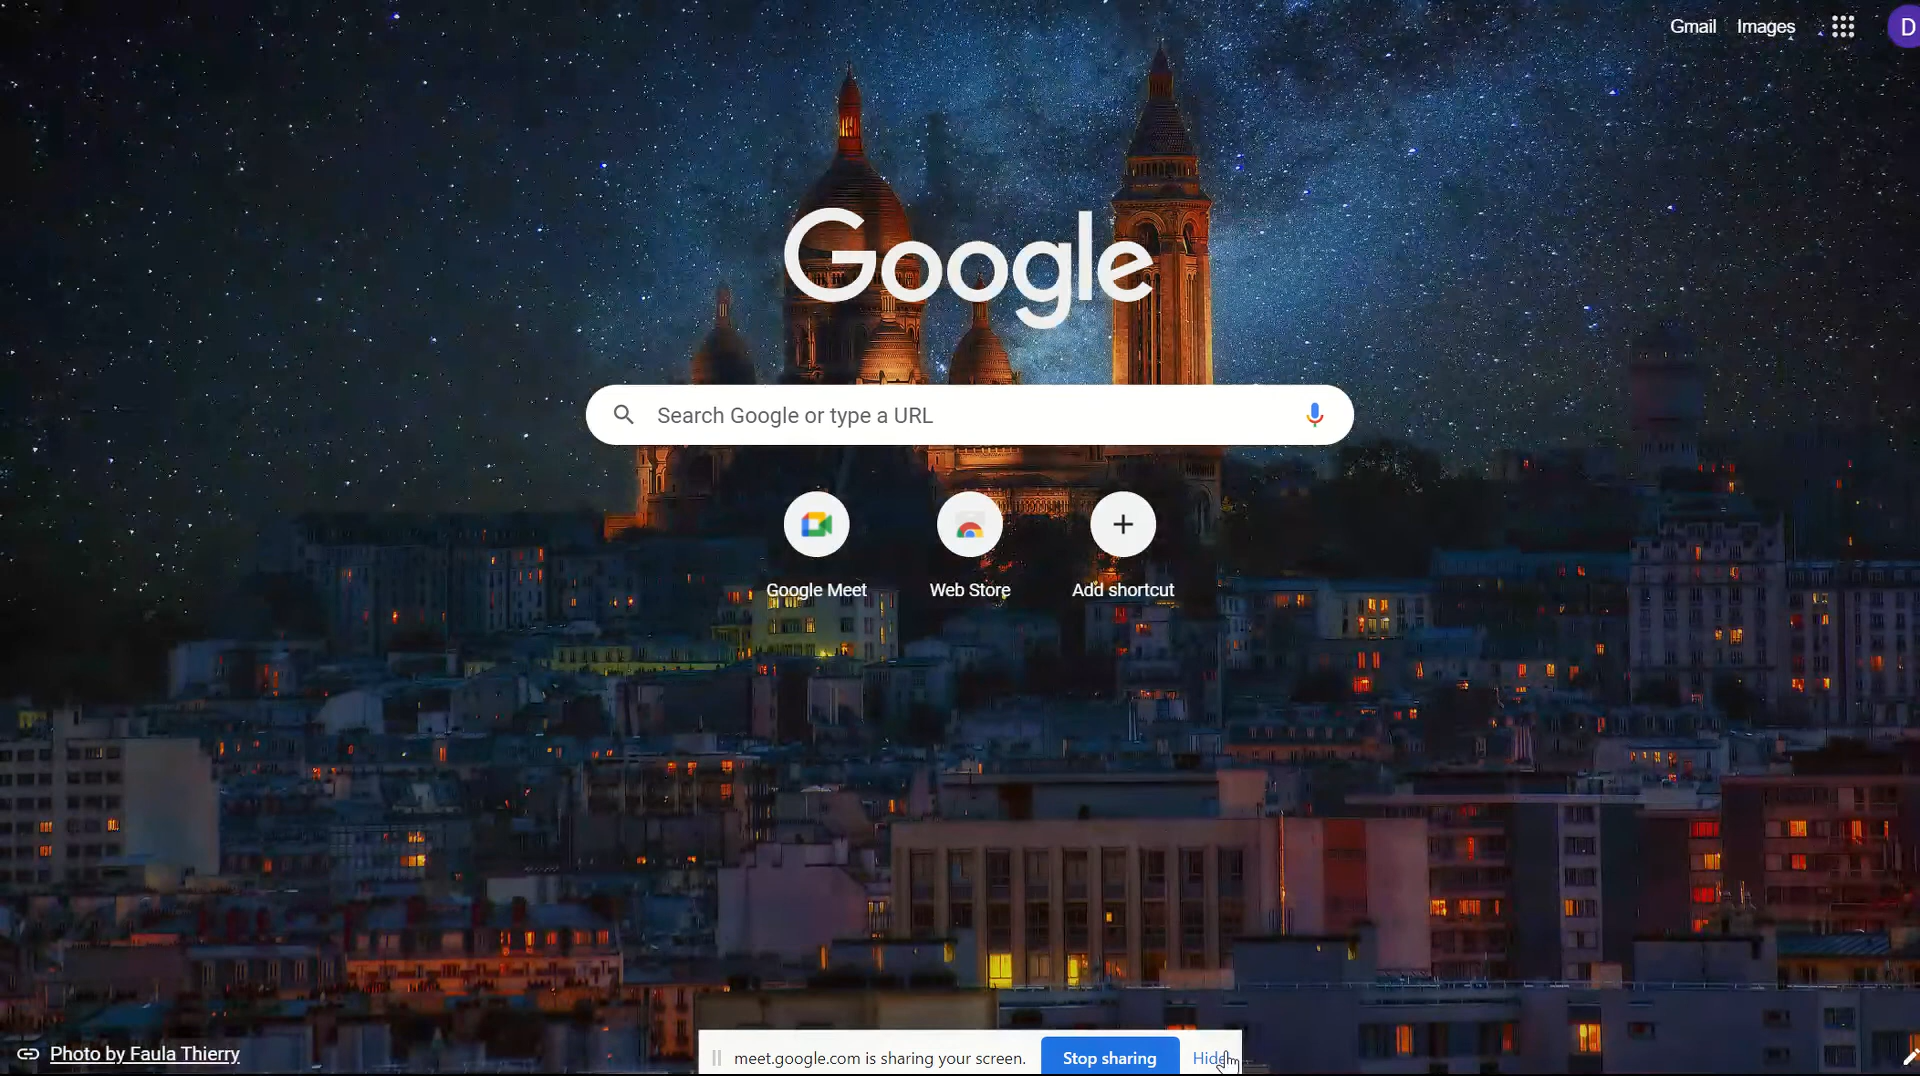 Gmail Images
D
Google
Search Google or type a URL
Google Meet
Web Store
Add shortcut
Photo by Faula Thierry
meet.google.com is sharing your screen. Stop sharing Hide